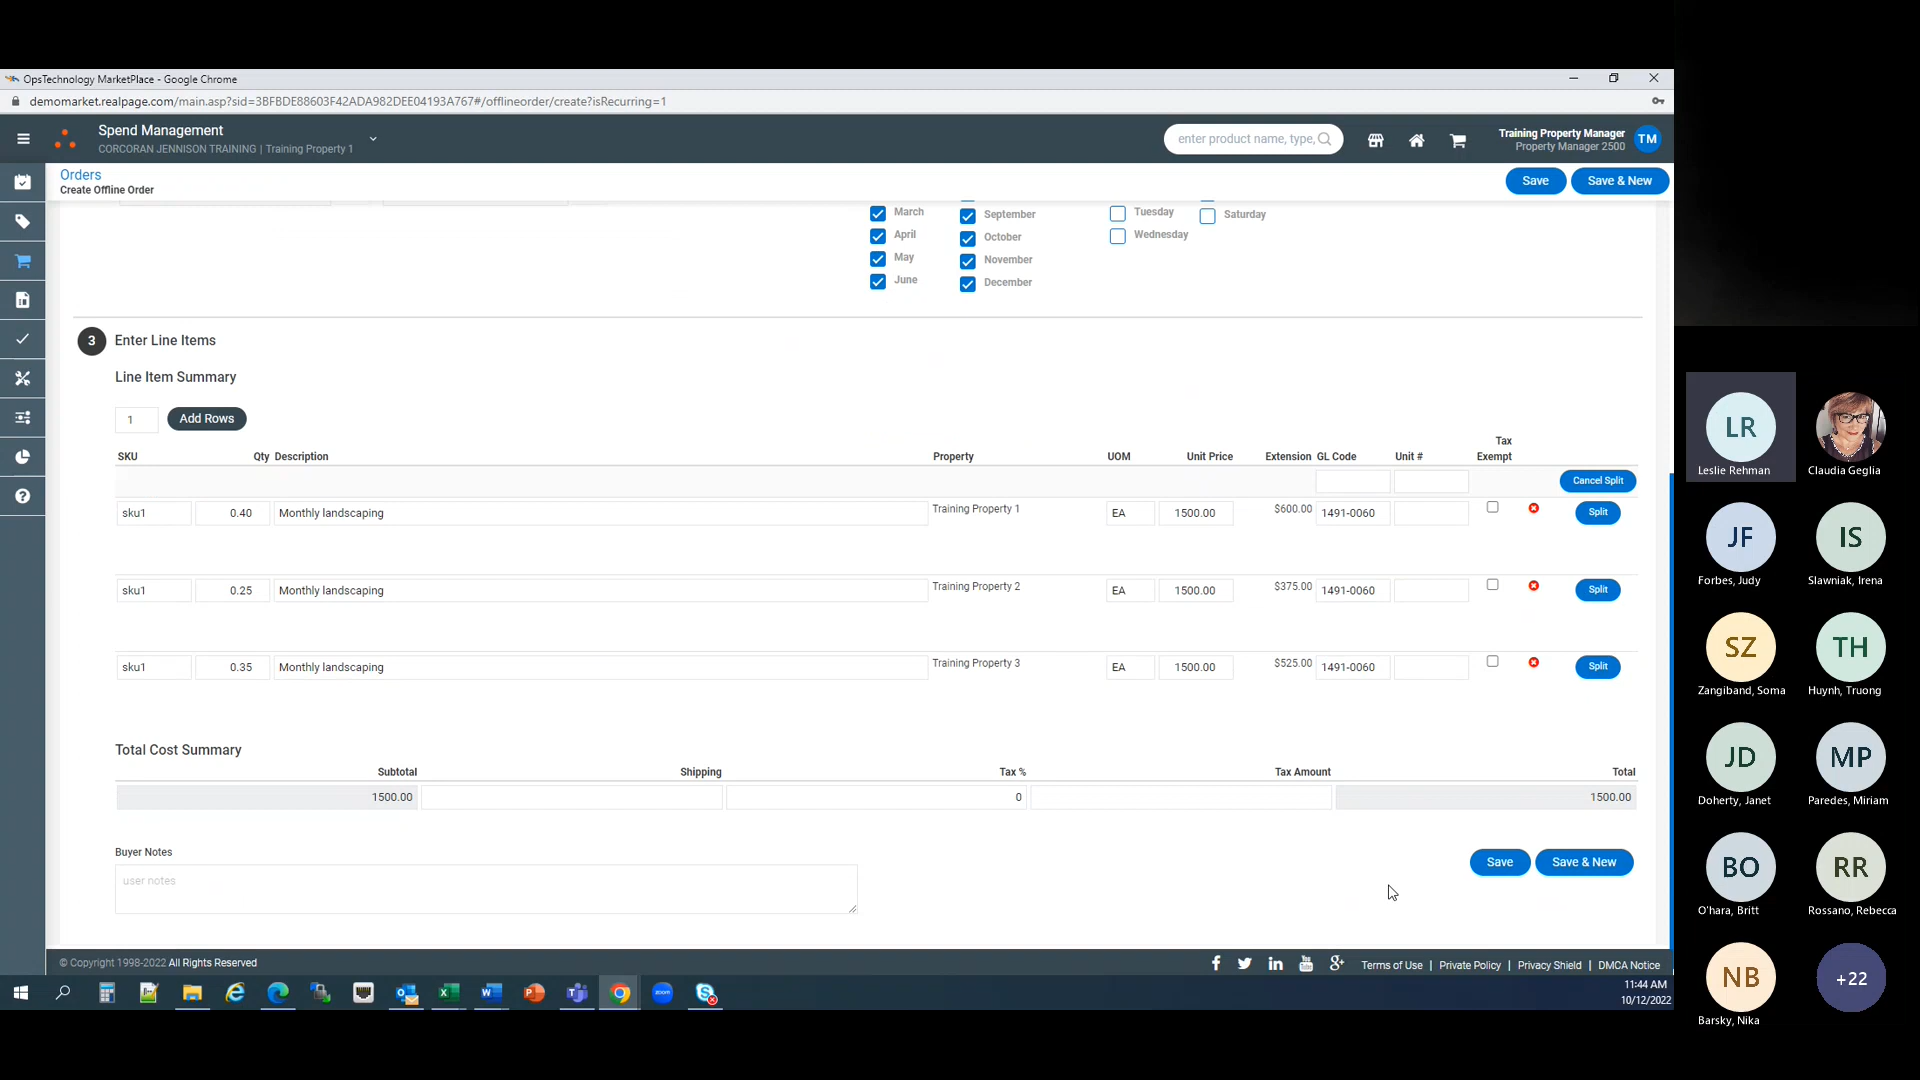 OpsTechnology MarketPlace - Google Chrome
demomarket.realpage.com/main.asp?sid=3BFBDE88603F42ADA982DEE04193A767#/offlineorder/create?isRecurring=1
Spend Management
CORCORAN JENNISON TRAINING | Training Property 1
enter product name, type,
Training Property Manager
Property Manager 2500
TM
Orders
Create Offline Order
Save
Save & New
March
September
Tuesday
Saturday
April
October
Wednesday
May
November
June
December
3 Enter Line Items
Line Item Summary
1 Add Rows
SKU Qty Description Property UOM Unit Price Extension GL Code Unit # Tax Exempt
Cancel Split
sku1 0.40 Monthly landscaping Training Property 1 EA 1500.00 $600.00 1491-0060 Split
sku1 0.25 Monthly landscaping Training Property 2 EA 1500.00 $375.00 1491-0060 Split
sku1 0.35 Monthly landscaping Training Property 3 EA 1500.00 $525.00 1491-0060 Split
Total Cost Summary
Subtotal Shipping Tax % Tax Amount Total
1500.00 0 1500.00
Buyer Notes
user notes
Save
Save & New
© Copyright 1998-2022 All Rights Reserved
Terms of Use | Private Policy | Privacy Shield | DMCA Notice
11:44 AM
10/12/2022
LR
Leslie Rehman
Claudia Geglia
JF
Forbes, Judy
IS
Slawniak, Irena
SZ
Zangiband, Soma
TH
Huynh, Truong
JD
Doherty, Janet
MP
Paredes, Miriam
BO
O'hara, Britt
RR
Rossano, Rebecca
NB
Barsky, Nika
+22